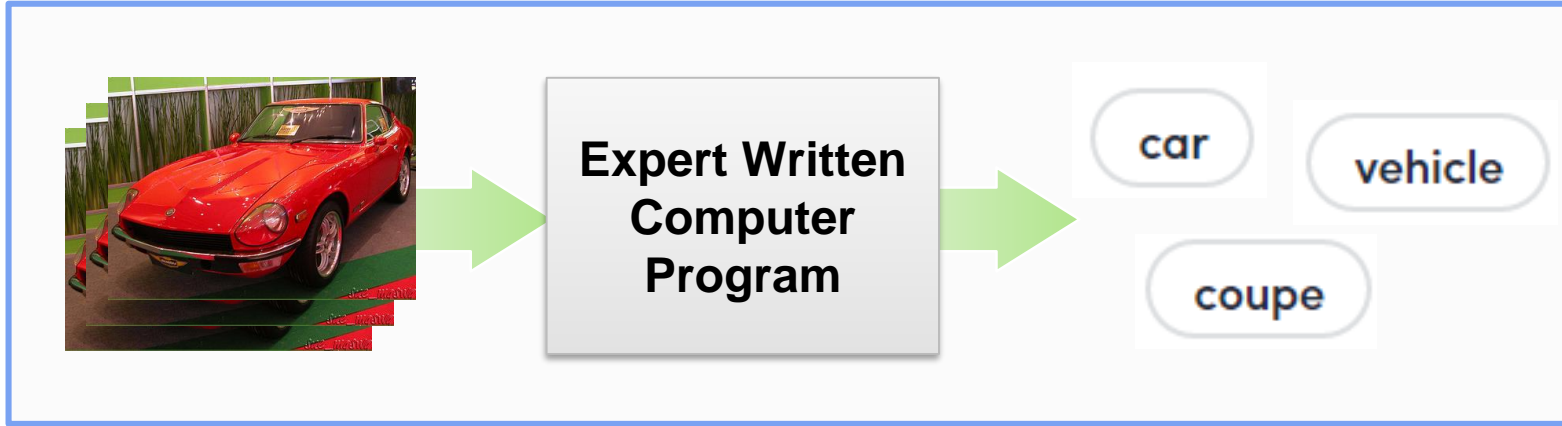 Expert Written
Computer
Program
car
vehicle
coupe